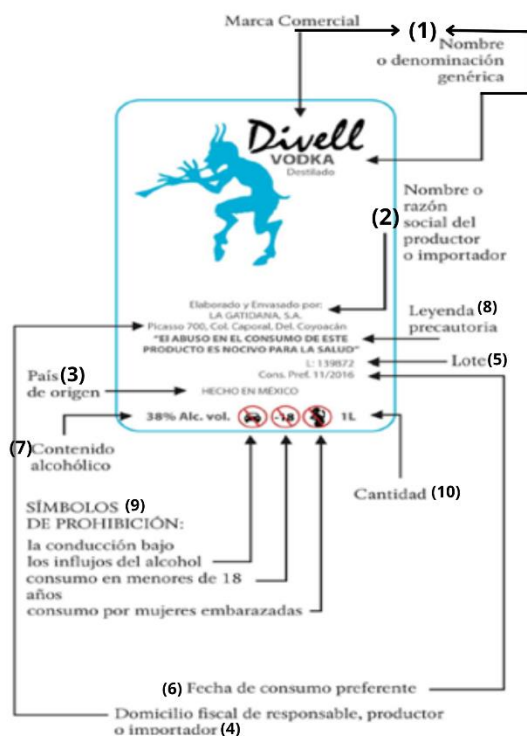 Marca Comercial
(1)
Nombre
o denominación
genérica
Divell
VODKA
Destilado
Nombre o
razón
(2) social del
productor
o importador
Elaborado y Envasado por:
LA GATIDANA, S.A.
Picasso 700, Col. Caporal, Del. Coyoacán
"El ABUSO EN EL CONSUMO DE ESTE
PRODUCTO ES NOCIVO PARA LA SALUD"
L: 139872
Cons. Pref. 11/2016
HECHO EN MÉXICO
38% Alc. vol.
-18
1L
Leyenda (8)
precautoria
Lote (5)
País (3)
de origen
(7) Contenido
alcohólico
Cantidad (10)
SÍMBOLOS (9)
DE PROHIBICIÓN:
la conducción bajo
los influjos del alcohol
consumo en menores de 18
años
consumo por mujeres embarazadas
(6) Fecha de consumo preferente
Domicilio fiscal de responsable, productor
o importador (4)